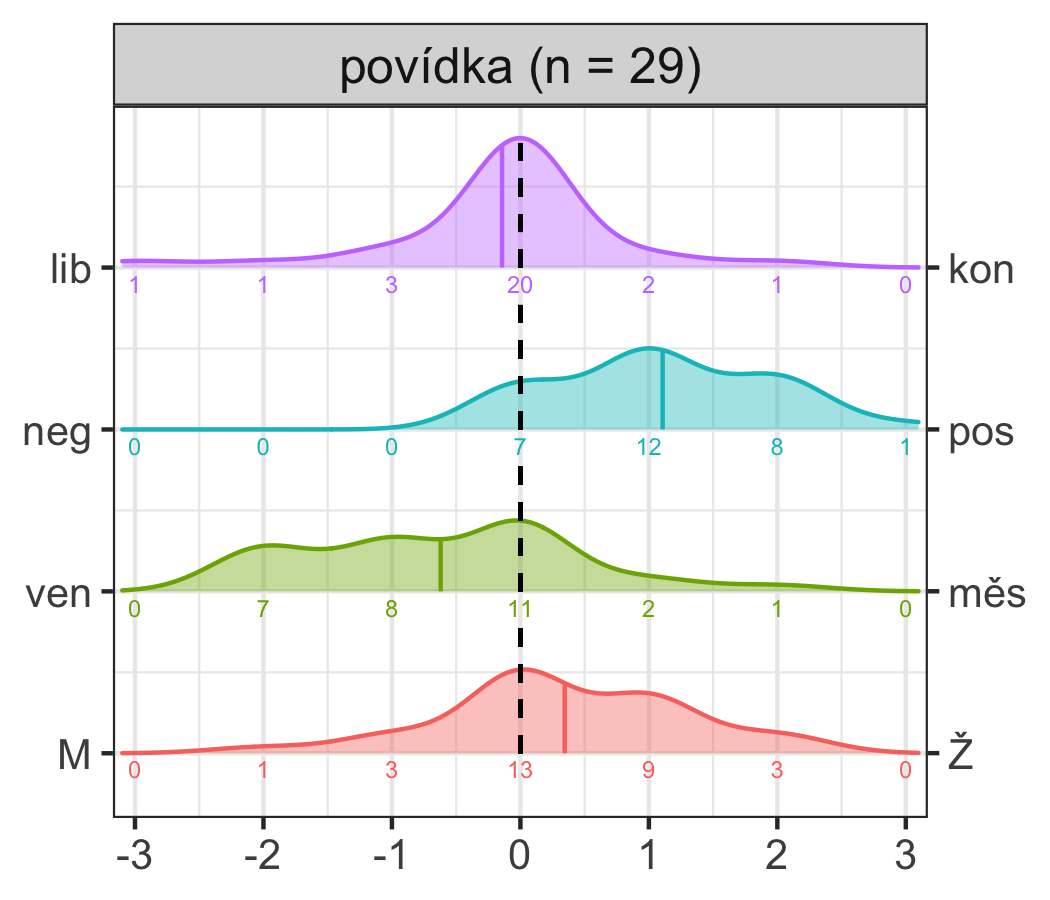 povídka (n = 29)
lib kon
1 1 3 20 2 1 0
neg pos
0 0 0 7 12 8 1
ven měs
0 7 8 11 2 1 0
M Ž
0 1 3 13 9 3 0
-3 -2 -1 0 1 2 3